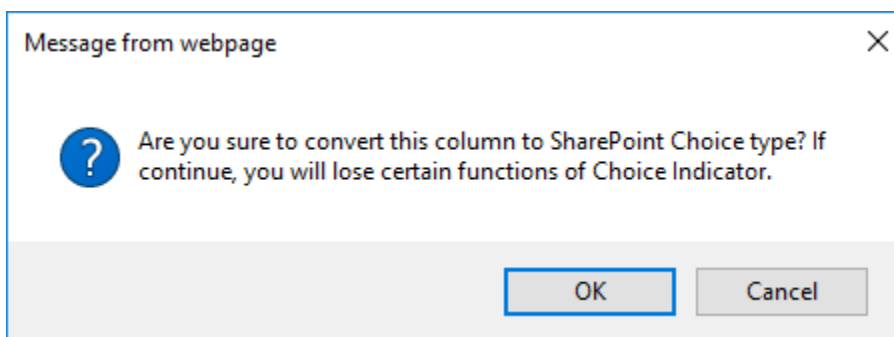 Message from webpage
Are you sure to convert this column to SharePoint Choice type? If
continue, you will lose certain functions of Choice Indicator.
OK
Cancel